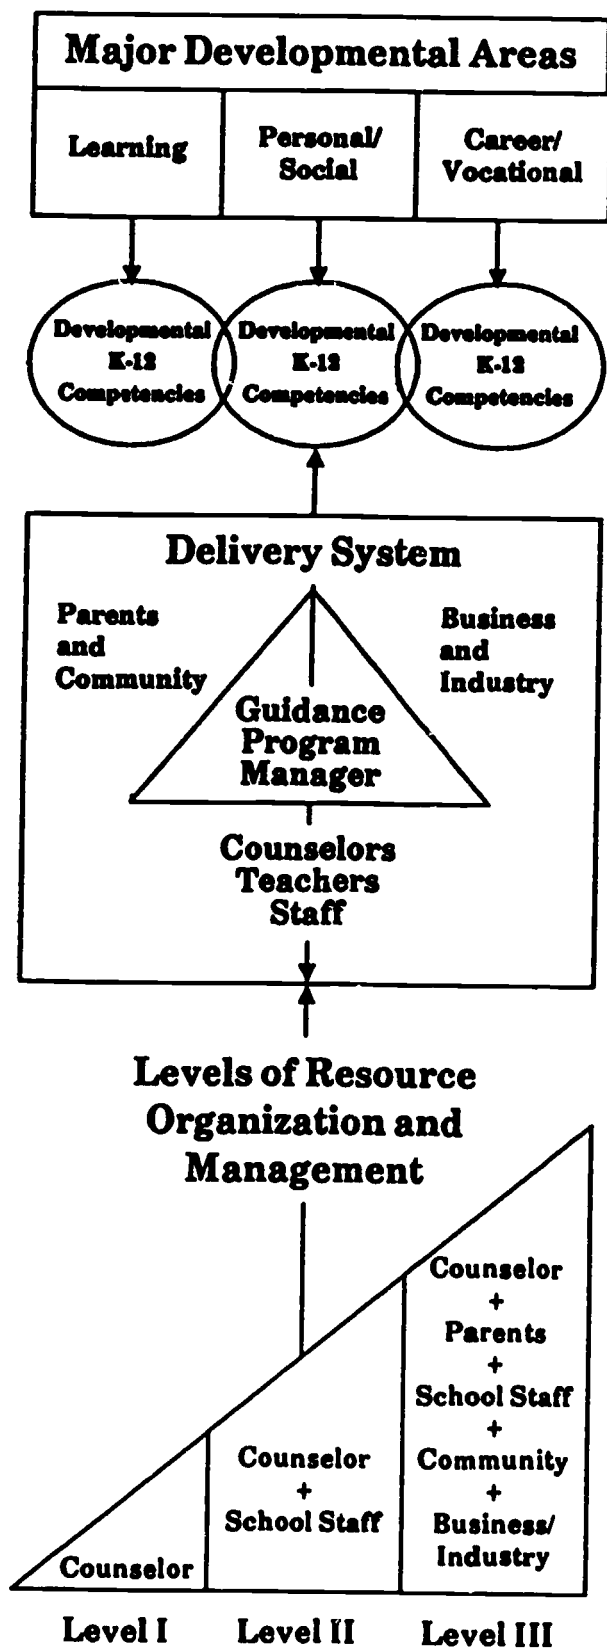 Major Developmental Areas
Learning
Personal/
Social
Career/
Vocational
Developmental
K-12
Competencies
Developmental
K-12
Competencies
Developmental
K-12
Competencies
Delivery System
Parents
and
Community
Business
and
Industry
Guidance
Program
Manager
Counselors
Teachers
Staff
Levels of Resource
Organization and
Management
Counselor
Counselor
+
School Staff
Counselor
+
Parents
+
School Staff
+
Community
+
Business/
Industry
Level I
Level II
Level III